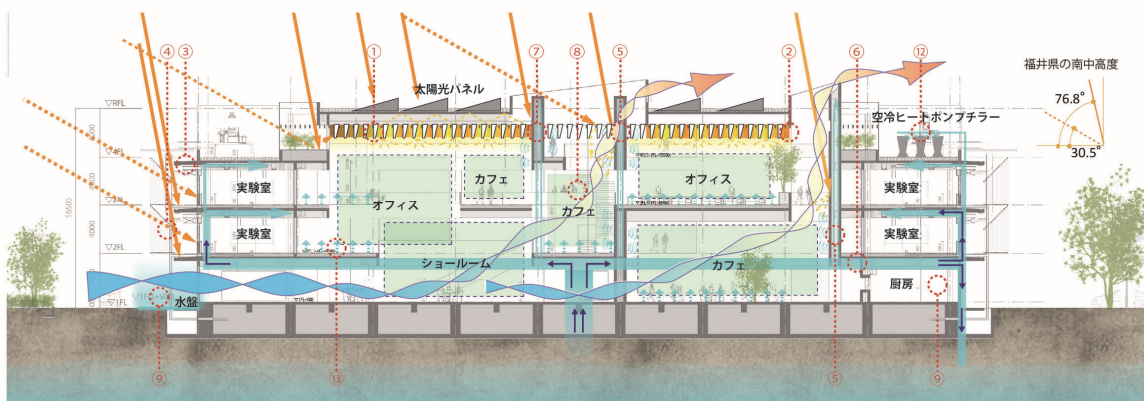 ④
③
①
⑦
⑧
⑤
②
⑥
⑫
福井県の南中高度
太陽光パネル
76.8°
空冷ヒートポンプチラー
30.5°
▽RFL
▽4FL
実験室
カフェ
オフィス
カフェ
オフィス
実験室
16500
実験室
実験室
4000
▽2FL
ショールーム
カフェ
厨房
水盤
▽1FL
⑨
⑬
⑤
⑨